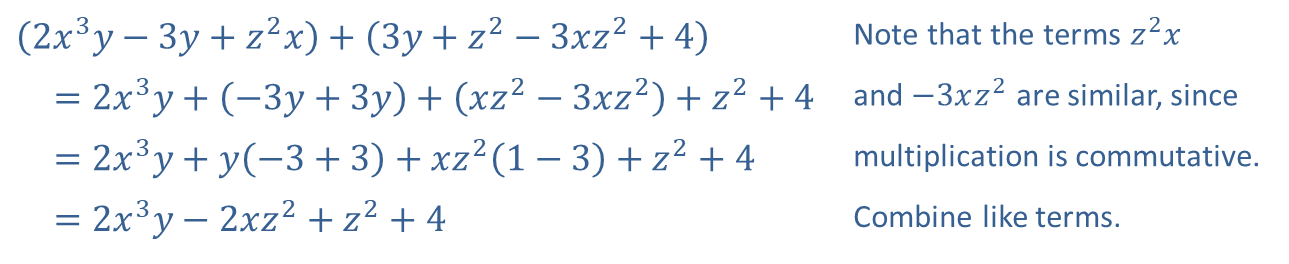 (2x³y − 3y + z²x) + (3y + z² − 3xz² + 4) Note that the terms z²x
= 2x³y + (−3y + 3y) + (xz² − 3xz²) + z² + 4 and −3xz² are similar, since
= 2x³y + y(−3 + 3) + xz²(1 − 3) + z² + 4 multiplication is commutative.
= 2x³y − 2xz² + z² + 4 Combine like terms.